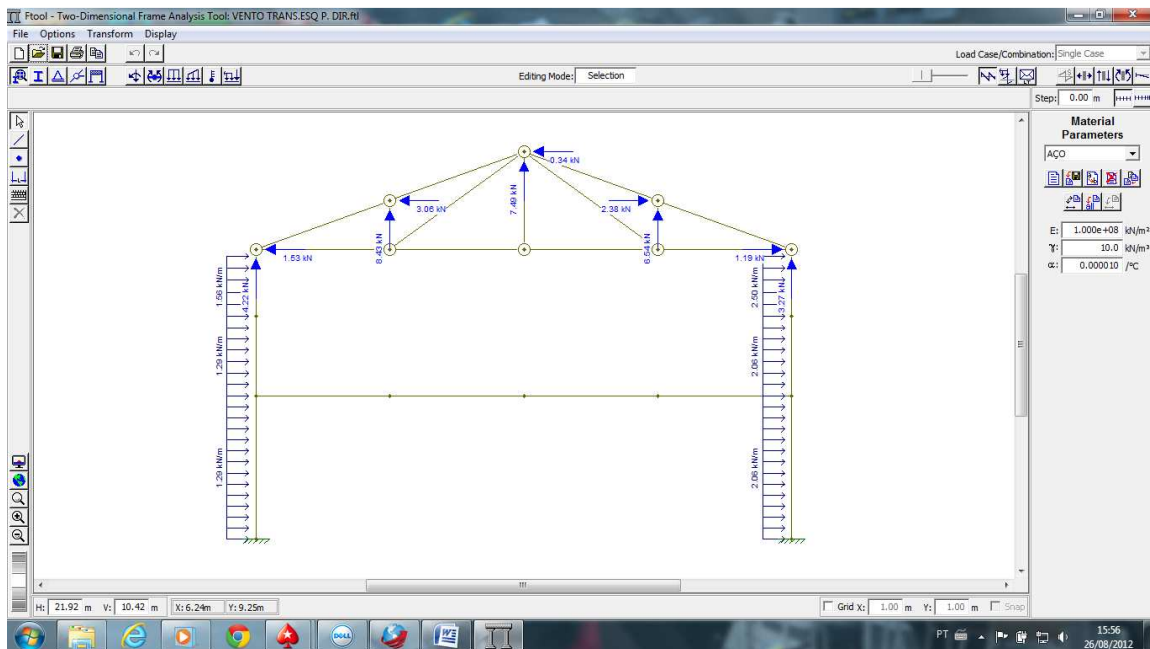 Ftool - Two-Dimensional Frame Analysis Tool: VENTO TRANS.ESQ P. DIR.ftl
File Options Transform Display
Load Case/Combination: Single Case
Editing Mode: Selection
Step: 0.00 m
Material
Parameters
AÇO
E: 1.000e+08 kN/m²
γ: 10.0 kN/m³
α: 0.000010 /°C
0.34 kN
3.06 kN
7.49 kN
2.38 kN
1.53 kN
8.43 kN
6.54 kN
1.19 kN
1.56 kN/m
4.22 kN
2.50 kN/m
3.27 kN
1.29 kN/m
2.06 kN/m
1.29 kN/m
2.06 kN/m
H: 21.92 m V: 10.42 m X: 6.24m Y: 9.25m
Grid X: 1.00 m Y: 1.00 m Snap
DELL
PT
15:56
26/08/2012